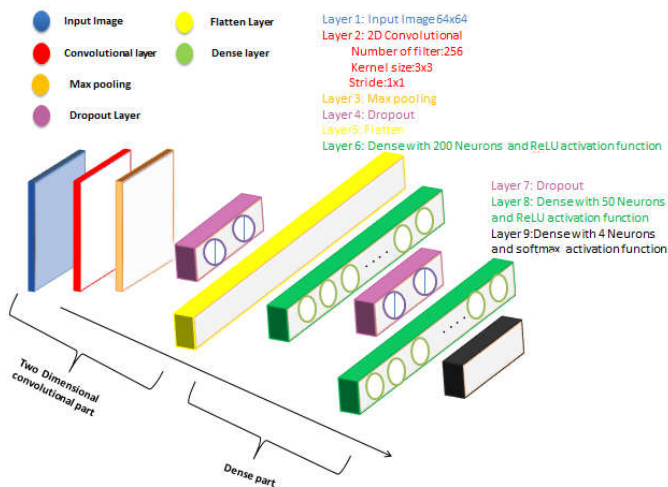 Input Image
Flatten Layer
Convolutional layer
Dense layer
Max pooling
Dropout Layer
Layer 1: Input Image 64x64
Layer 2: 2D Convolutional
Number of filter:256
Kernel size:3x3
Stride:1x1
Layer 3: Max pooling
Layer 4: Dropout
Layer5: Flatten
Layer 6: Dense with 200 Neurons and ReLU activation function
Layer 7: Dropout
Layer 8: Dense with 50 Neurons
and ReLU activation function
Layer 9:Dense with 4 Neurons
and softmax activation function
Two Dimensional
convolutional part
Dense part